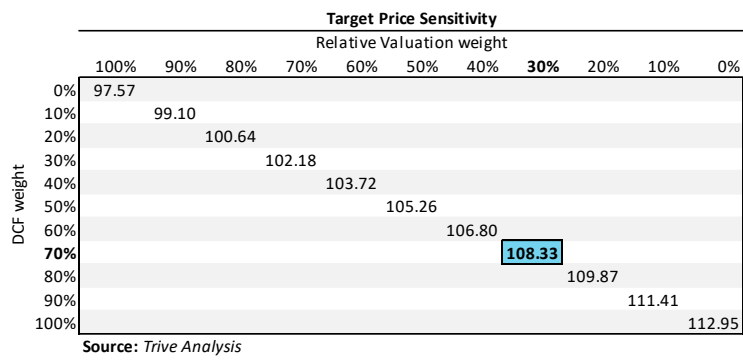 Target Price Sensitivity
Relative Valuation weight
100% 90% 80% 70% 60% 50% 40% 30% 20% 10% 0%
DCF weight
0% 97.57
10% 99.10
20% 100.64
30% 102.18
40% 103.72
50% 105.26
60% 106.80
70% 108.33
80% 109.87
90% 111.41
100% 112.95
Source: Trive Analysis